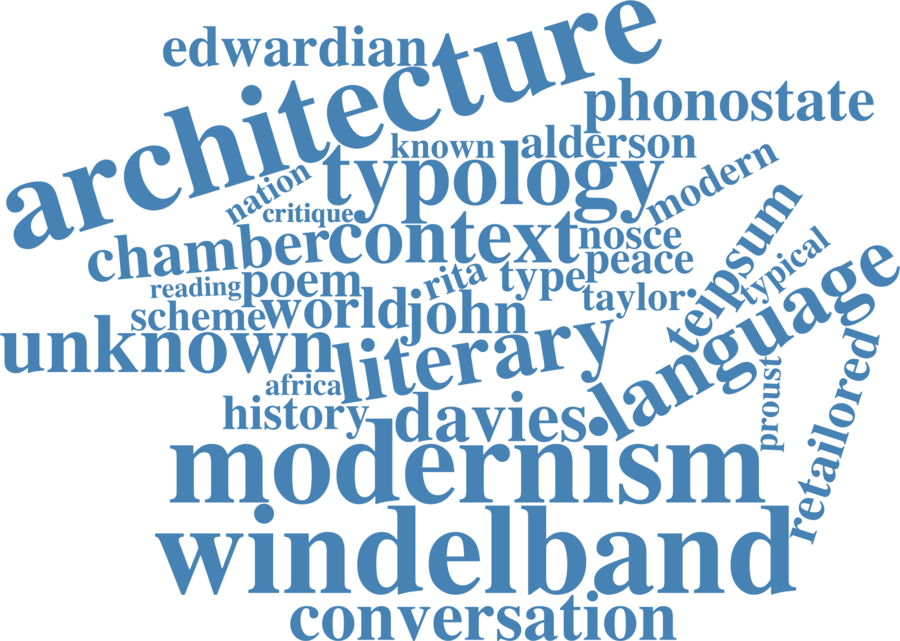 edwardian
architecture
phonostate
known
alderson
typology
nation
modern
critique
chamber
context
nosce
teipsum
typical
peace
reading
poem
rita
type
taylor
scheme
world
john
language
unknown
literary
retailored
africa
proust
history
davies
modernism
windelband
conversation